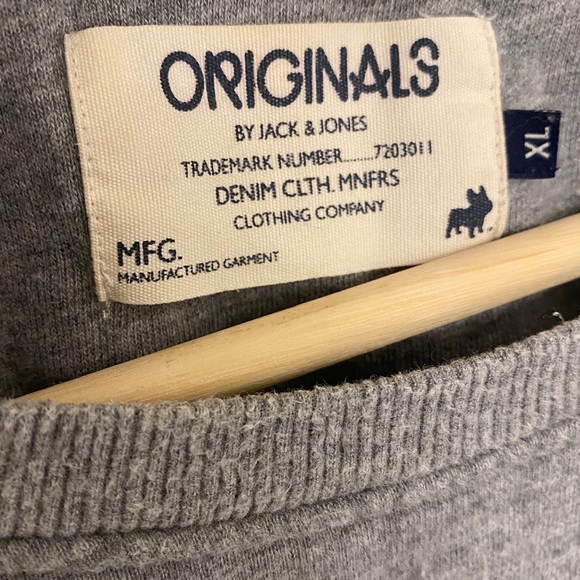 ORIGINALS
BY JACK & JONES
TRADEMARK NUMBER.........7203011
DENIM CLTH. MNFRS
CLOTHING COMPANY
MFG.
MANUFACTURED GARMENT
XL